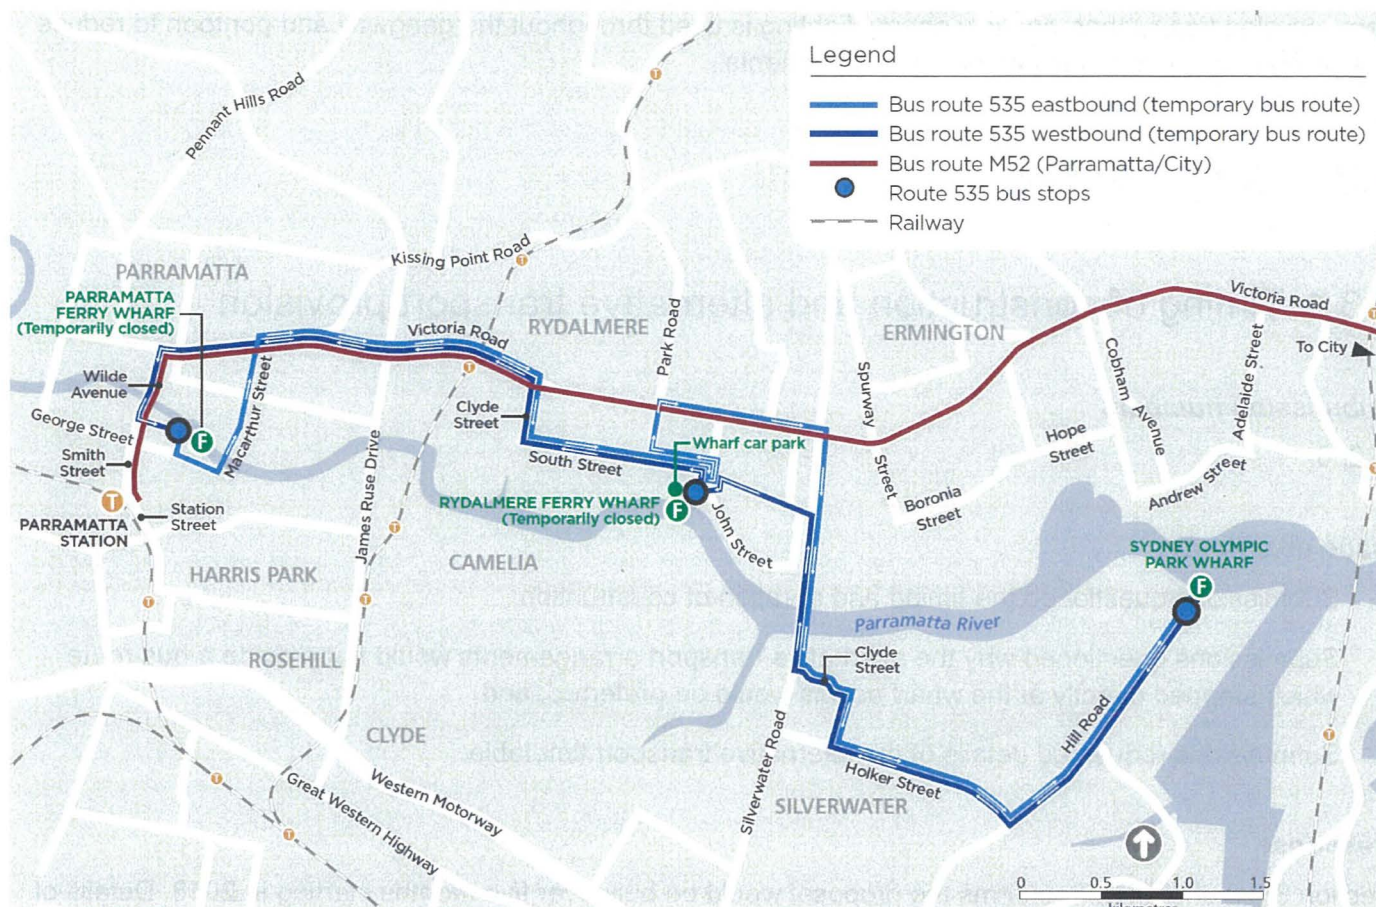 Legend
Bus route 535 eastbound (temporary bus route)
Bus route 535 westbound (temporary bus route)
Bus route M52 (Parramatta/City)
Route 535 bus stops
Railway
Pennant Hills Road
Kissing Point Road
PARRAMATTA
PARRAMATTA
FERRY WHARF
(Temporarily closed)
F
Wilde
Avenue
George Street
Smith
Street
T
PARRAMATTA
STATION
Station
Street
Macarthur Street
Victoria Road
RYDALMERE
Park Road
ERMINGTON
Victoria Road
To City
Clyde
Street
South Street
Wharf car park
RYDALMERE FERRY WHARF
(Temporarily closed)
F
John Street
Spurway
Street
Boronia
Street
Hope
Street
Cobham Avenue
Adelaide Street
Andrew Street
James Ruse Drive
HARRIS PARK
CAMELIA
ROSEHILL
CLYDE
Great Western Highway
Western Motorway
Parramatta River
Clyde
Street
SYDNEY OLYMPIC
PARK WHARF
F
Hill Road
Holker Street
Silverwater Road
SILVERWATER
0 0.5 1.0 1.5
kilometres